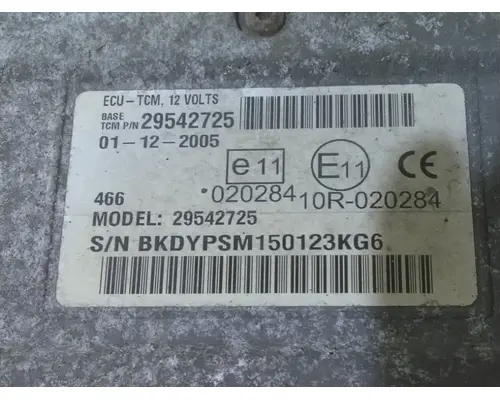 ECU-TCM, 12 VOLTS
BASE
TCM P/N 29542725
01-12-2005
e 11
E11
CE
020284 10R-020284
466
MODEL: 29542725
S/N BKDYPSM150123KG6